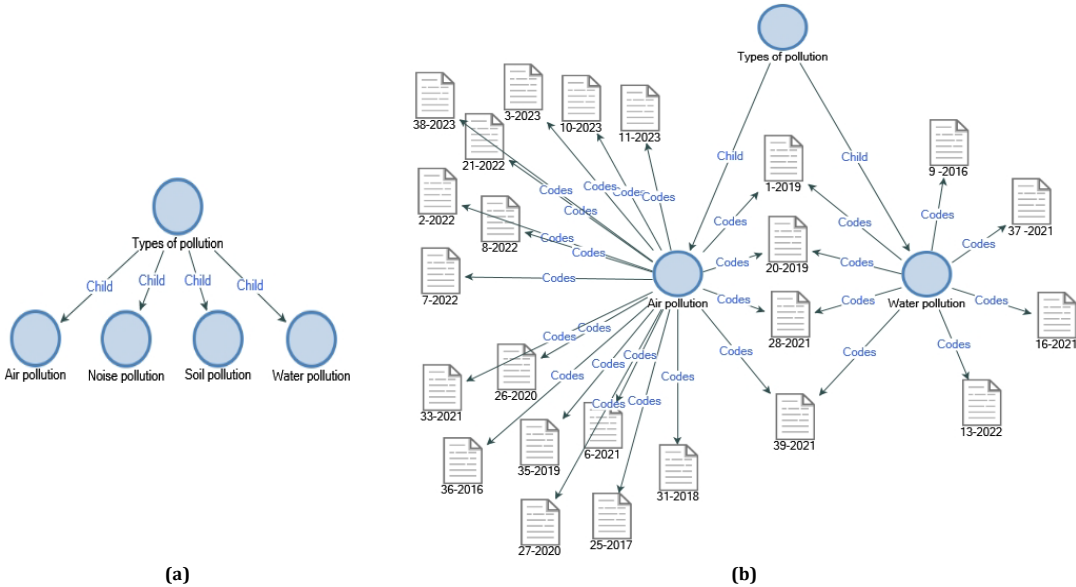 Types of pollution
Child
Child
Child
Child
Air pollution
Noise pollution
Soil pollution
Water pollution
(a)
Types of pollution
38-2023
3-2023
10-2023
11-2023
21-2022
Child
Child
1-2019
9 -2016
2-2022
8-2022
37 -2021
Codes
Codes
Codes
Codes
Codes
Codes
Codes
Codes
Codes
Codes
Codes
7-2022
Codes
Codes
Codes
20-2019
Codes
Air pollution
Water pollution
Codes
Codes
Codes
28-2021
16-2021
Codes
Codes
Codes
Codes
Codes
Codes
26-2020
Codes
Codes
Codes
33-2021
Codes
Codes
6-2021
39-2021
13-2022
36-2016
35-2019
31-2018
27-2020
25-2017
(b)